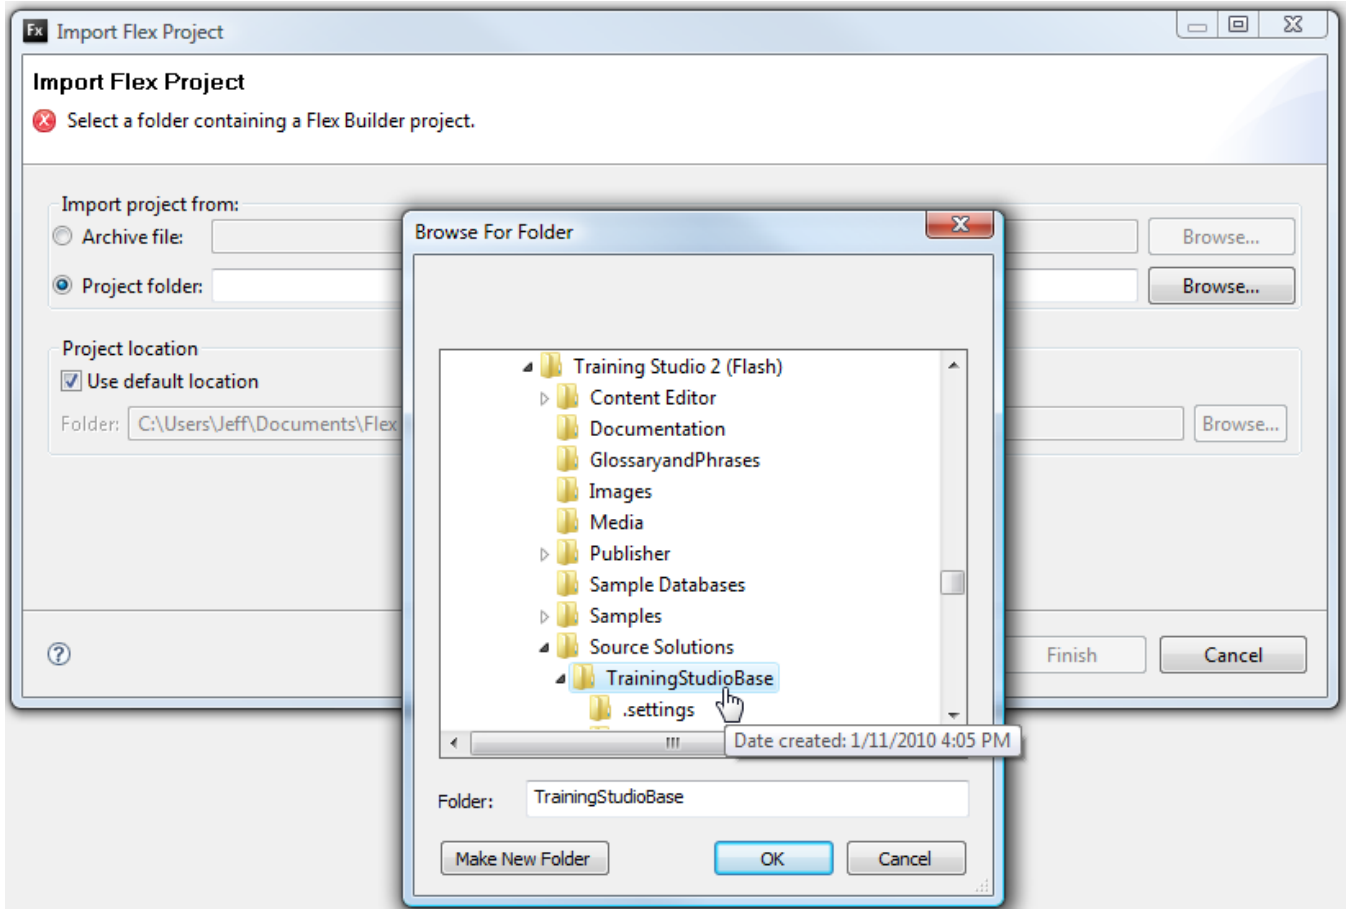 Fx Import Flex Project
Import Flex Project
Select a folder containing a Flex Builder project.
Import project from:
Archive file:
Browse...
Project folder:
Browse...
Project location
Use default location
Folder: C:\Users\Jeff\Documents\Flex
Browse...
? Finish Cancel
Browse For Folder
Training Studio 2 (Flash)
Content Editor
Documentation
GlossaryandPhrases
Images
Media
Publisher
Sample Databases
Samples
Source Solutions
TrainingStudioBase
.settings
Date created: 1/11/2010 4:05 PM
Folder: TrainingStudioBase
Make New Folder OK Cancel